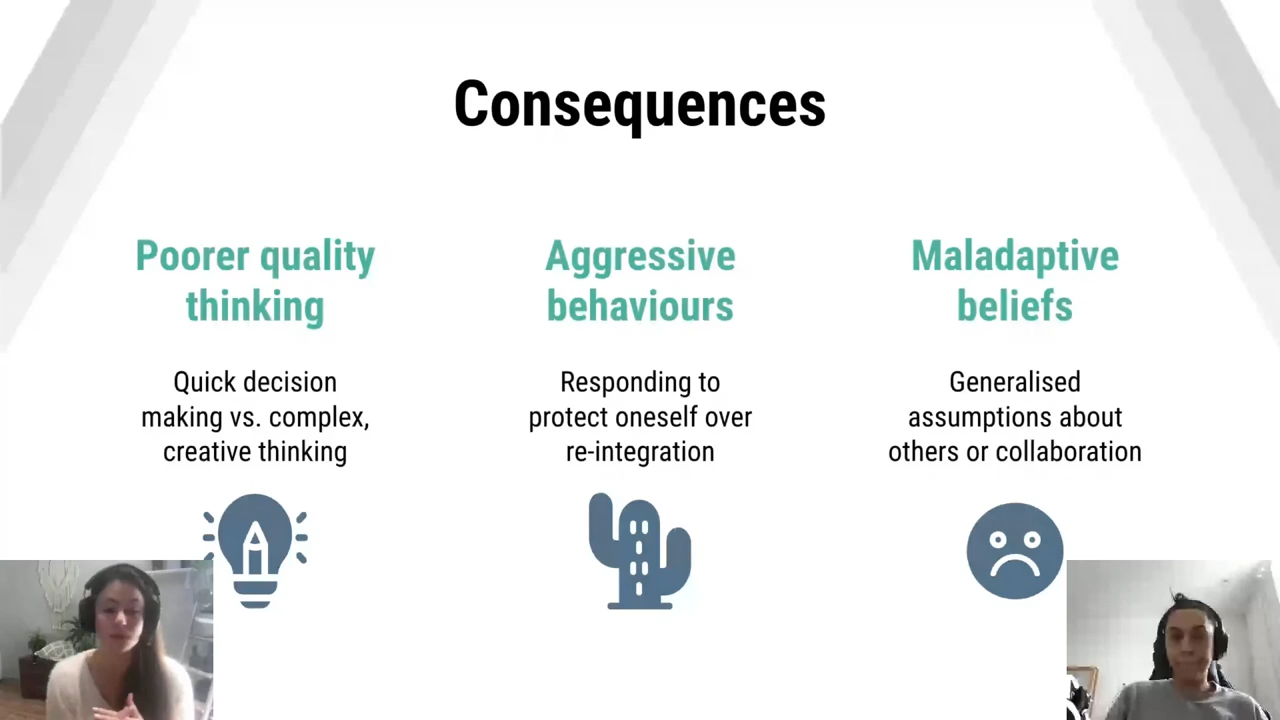 Consequences
Poorer quality
thinking
Quick decision
making vs. complex,
creative thinking
Aggressive
behaviours
Responding to
protect oneself over
re-integration
Maladaptive
beliefs
Generalised
assumptions about
others or collaboration